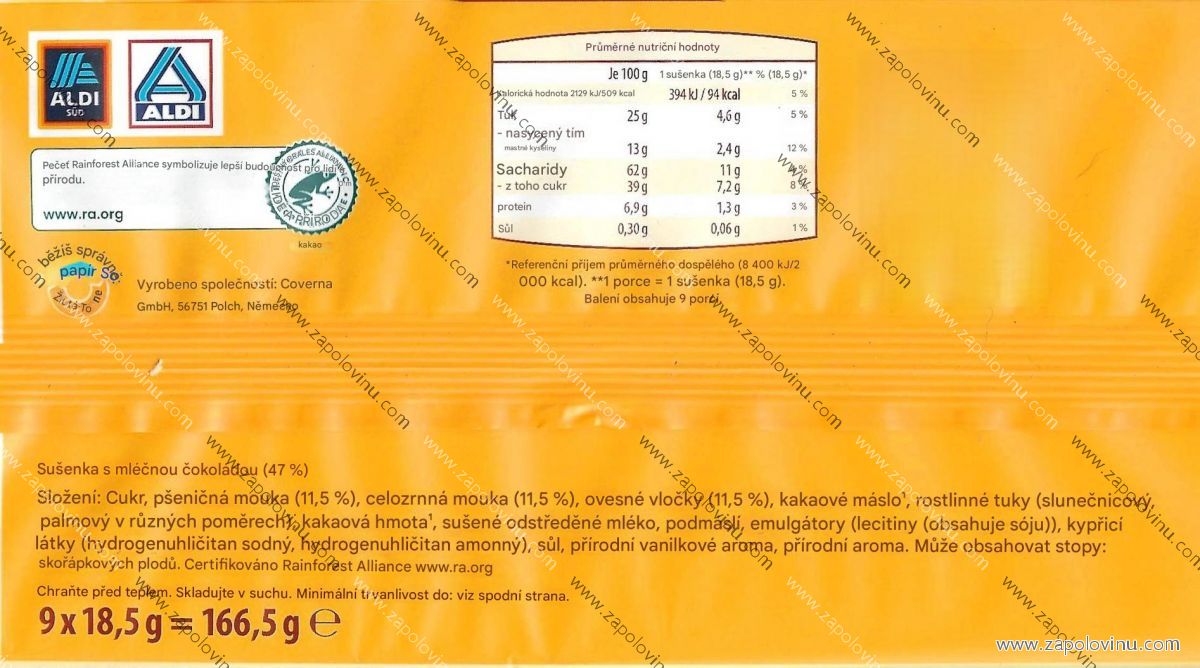 ALDI
SÜD
ALDI
Pečet Rainforest Alliance symbolizuje lepší budoucnost pro lidi
přírodu.
www.ra.org
kakao
běžíš správně
papír
Vyrobeno společností: Coverna
GmbH, 56751 Polch, Německo
Průměrné nutriční hodnoty
Je 100 g 1 sušenka (18,5 g)** % (18,5 g)*
Kalorická hodnota 2129 kJ/509 kcal 394 kJ / 94 kcal 5 %
Tuk 25 g 4,6 g 5 %
- nasycený tím
mastné kyseliny 13 g 2,4 g 12 %
Sacharidy 62 g 11 g
- z toho cukr 39 g 7,2 g 8 %
protein 6,9 g 1,3 g 3 %
Sůl 0,30 g 0,06 g 1 %
*Referenční příjem průměrného dospělého (8 400 kJ/2
000 kcal). **1 porce = 1 sušenka (18,5 g).
Balení obsahuje 9 porcí.
Sušenka s mléčnou čokoládou (47 %)
Složení: Cukr, pšeničná mouka (11,5 %), celozrnná mouka (11,5 %), ovesné vločky (11,5 %), kakaové máslo¹, rostlinné tuky (slunečnicový,
palmový v různých poměrech), kakaová hmota¹, sušené odstředěné mléko, podmáslí, emulgátory (lecitiny (obsahuje sóju)), kypřicí
látky (hydrogenuhličitan sodný, hydrogenuhličitan amonný), sůl, přírodní vanilkové aroma, přírodní aroma. Může obsahovat stopy:
skořápkových plodů. Certifikováno Rainforest Alliance www.ra.org
Chraňte před teplem. Skladujte v suchu. Minimální trvanlivost do: viz spodní strana.
9 x 18,5 g = 166,5 g ℮
www.zapolovinu.com